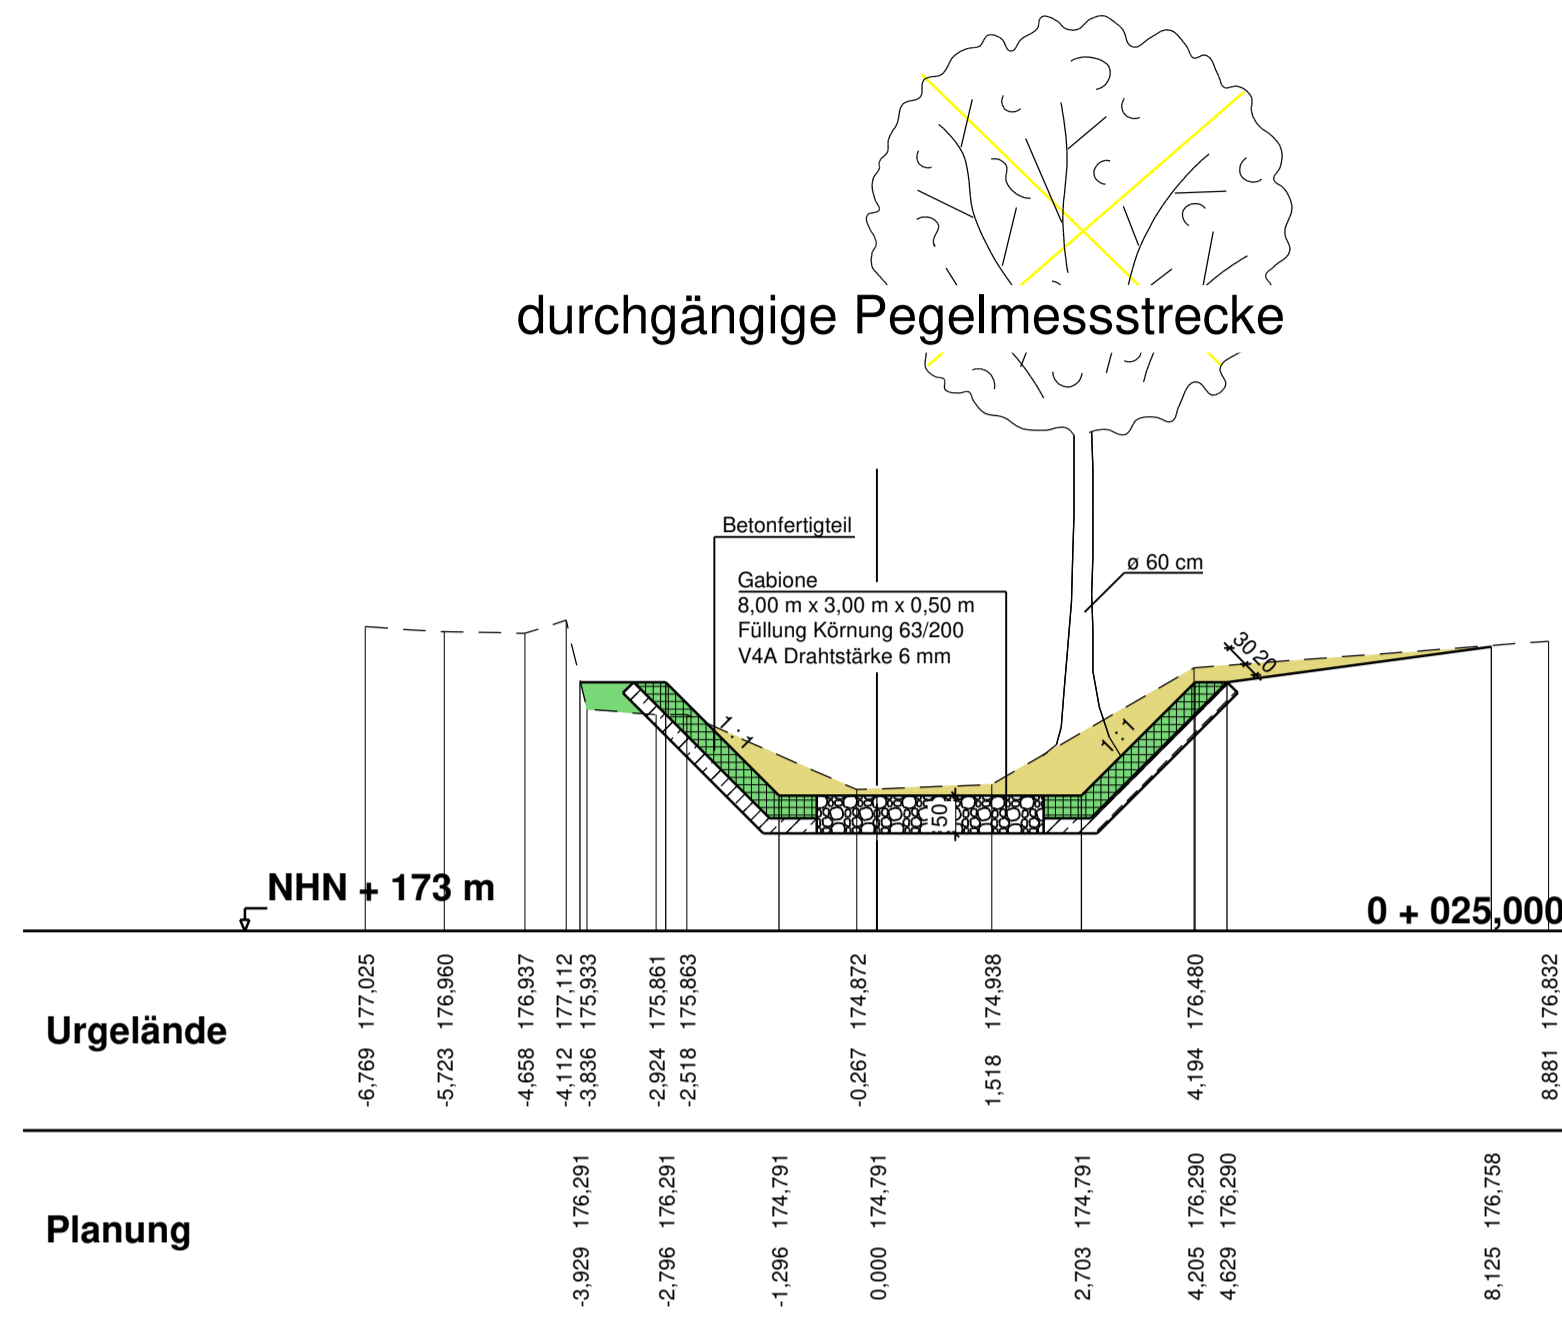 durchgängige Pegelmessstrecke
Betonfertigteil
Gabione
8,00 m x 3,00 m x 0,50 m
Füllung Körnung 63/200
V4A Drahtstärke 6 mm
ø 60 cm
30 20
1 : 1
1 : 1
50
NHN + 173 m
0 + 025,000
Urgelände
177,025 176,960 176,937 177,112 175,933 175,861 175,863 174,872 174,938 176,480 176,832
-6,769 -5,723 -4,658 -4,112 -3,836 -2,924 -2,518 -0,267 1,518 4,194 8,881
Planung
176,291 176,291 174,791 174,791 174,791 176,290 176,290 176,758
-3,929 -2,796 -1,296 0,000 2,703 4,205 4,629 8,125